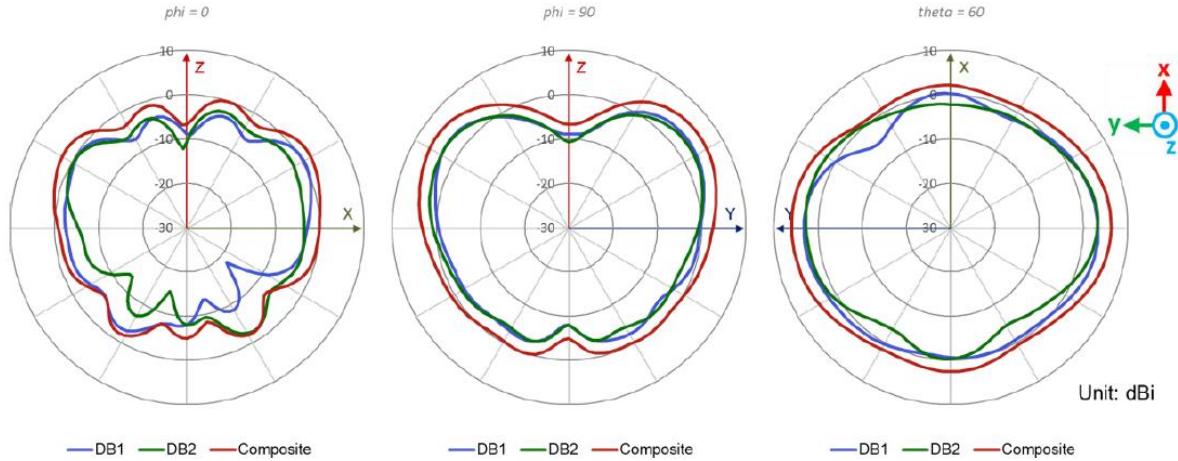 phi = 0
phi = 90
theta = 60
10
0
-10
-20
-30
Z
X
10
0
-10
-20
-30
Z
Y
10
0
-10
-20
-30
X
Y
x
y
z
Unit: dBi
DB1 DB2 Composite
DB1 DB2 Composite
DB1 DB2 Composite